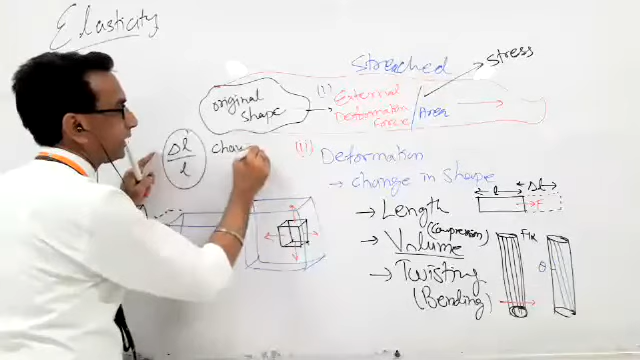 Elasticity
Streached
Stress
original
shape
(i) External
Deformation
Force
Area
Δl
l
Chan
(ii) Deformation
→ change in shape
→ Length
l Δl
F
→ Volume
(Compression)
→ Twisting
(Bending)
Fix
θ